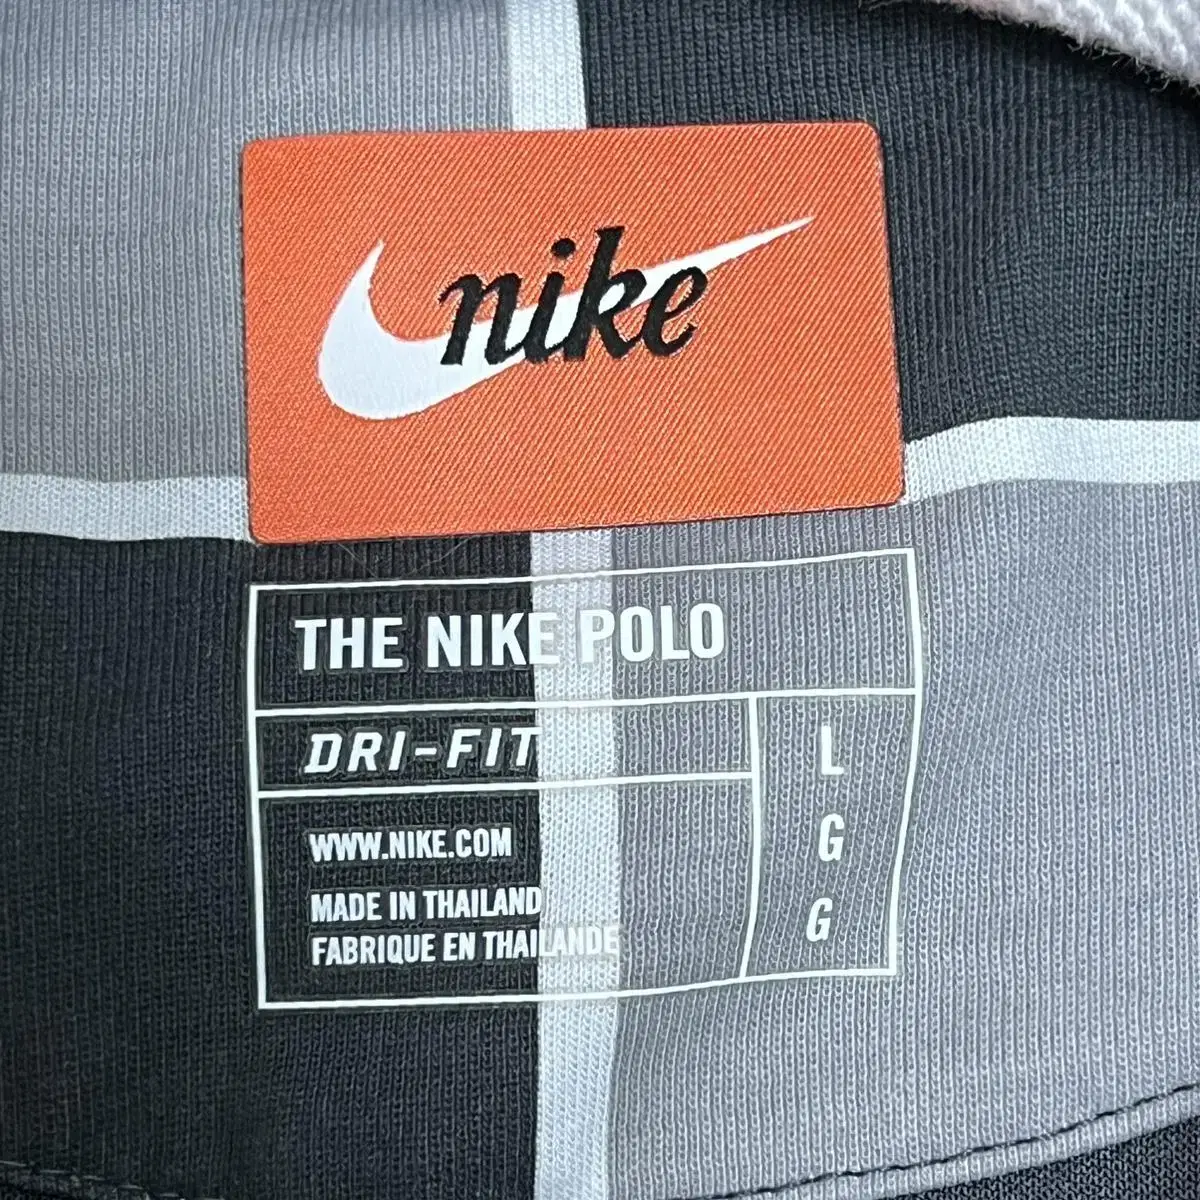 nike
THE NIKE POLO
DRI-FIT
L
G
G
WWW.NIKE.COM
MADE IN THAILAND
FABRIQUE EN THAILANDE